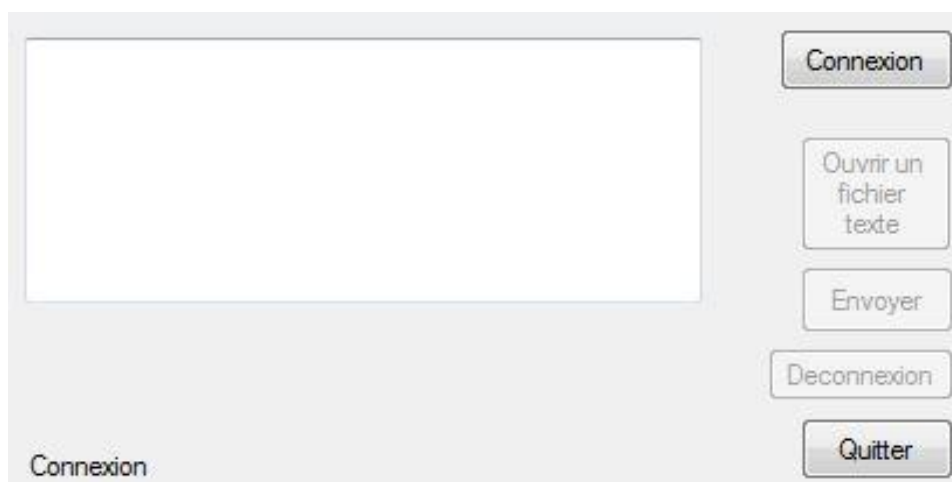 Connexion
Ouvrir un
fichier
texte
Envoyer
Deconnexion
Quitter
Connexion